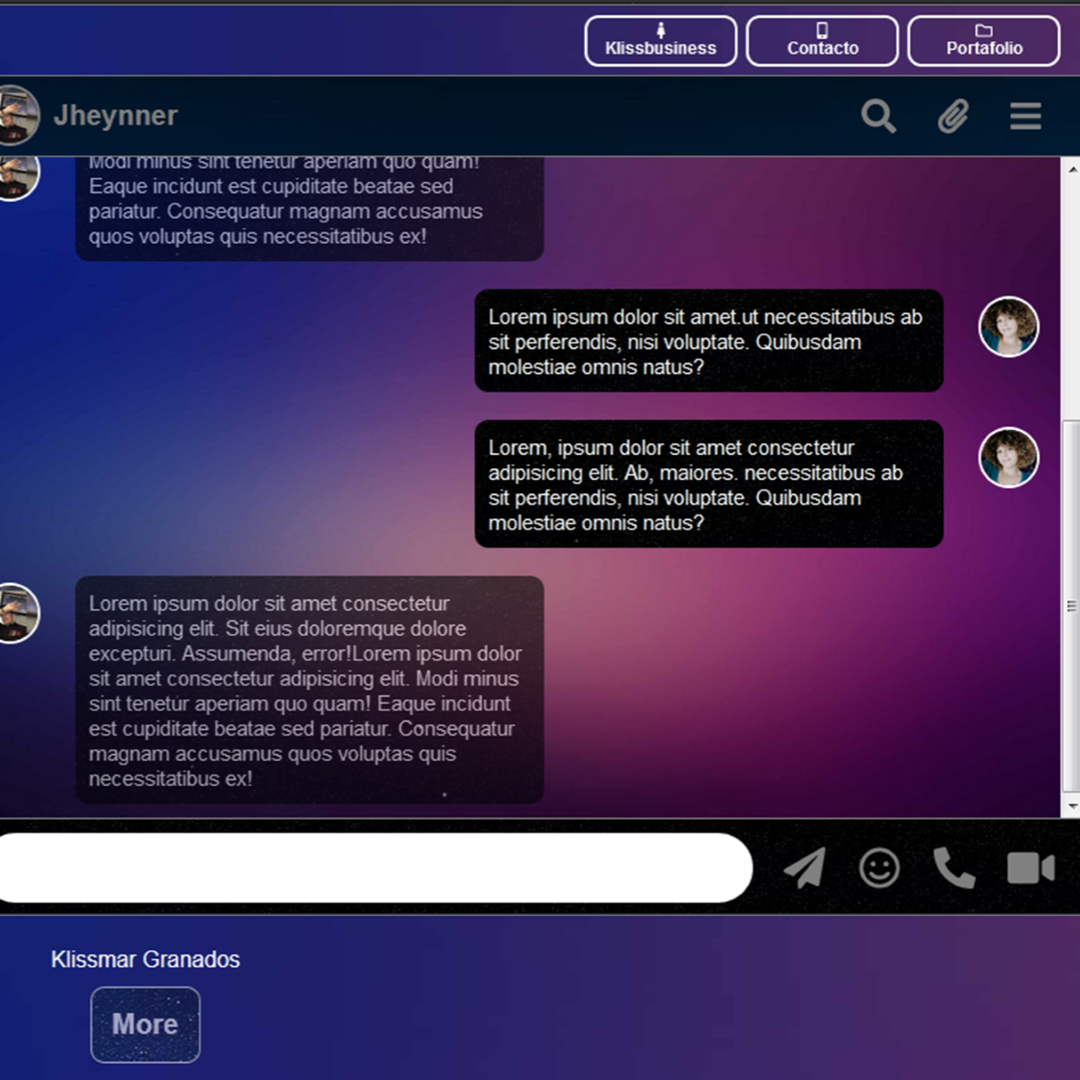 Klissbusiness
Contacto
Portafolio
Jheynner
Modi minus sint tenetur aperiam quo quam!
Eaque incidunt est cupiditate beatae sed
pariatur. Consequatur magnam accusamus
quos voluptas quis necessitatibus ex!
Lorem ipsum dolor sit amet.ut necessitatibus ab
sit perferendis, nisi voluptate. Quibusdam
molestiae omnis natus?
Lorem, ipsum dolor sit amet consectetur
adipisicing elit. Ab, maiores. necessitatibus ab
sit perferendis, nisi voluptate. Quibusdam
molestiae omnis natus?
Lorem ipsum dolor sit amet consectetur
adipisicing elit. Sit eius doloremque dolore
excepturi. Assumenda, error!Lorem ipsum dolor
sit amet consectetur adipisicing elit. Modi minus
sint tenetur aperiam quo quam! Eaque incidunt
est cupiditate beatae sed pariatur. Consequatur
magnam accusamus quos voluptas quis
necessitatibus ex!
Klissmar Granados
More